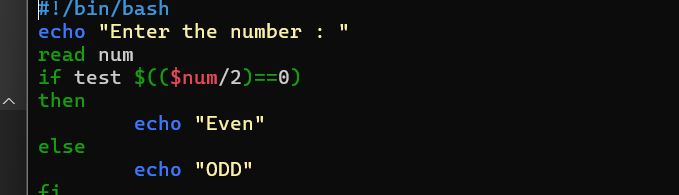 #!/bin/bash
echo "Enter the number : "
read num
if test $(($num/2)==0)
then
echo "Even"
else
echo "ODD"
fi